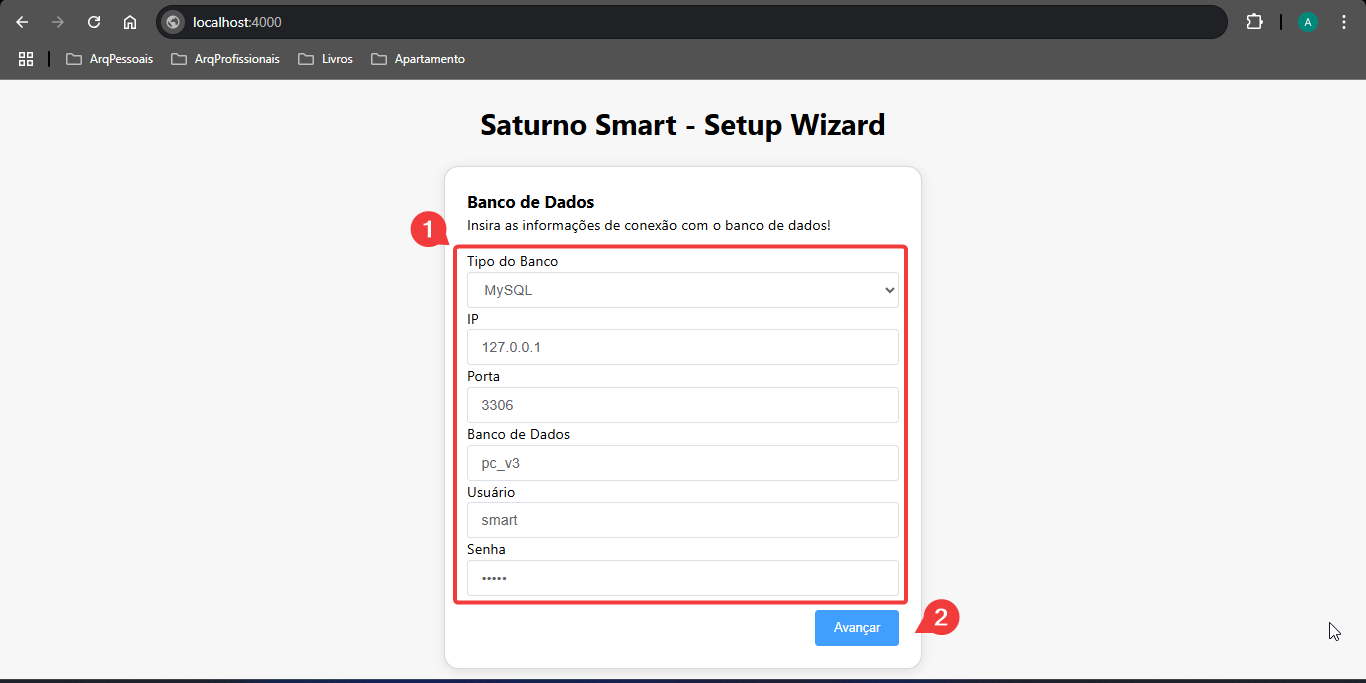 localhost:4000
A
ArqPessoais
ArqProfissionais
Livros
Apartamento
Saturno Smart - Setup Wizard
Banco de Dados
Insira as informações de conexão com o banco de dados!
1
Tipo do Banco
MySQL
IP
127.0.0.1
Porta
3306
Banco de Dados
pc_v3
Usuário
smart
Senha
•••••
Avançar
2